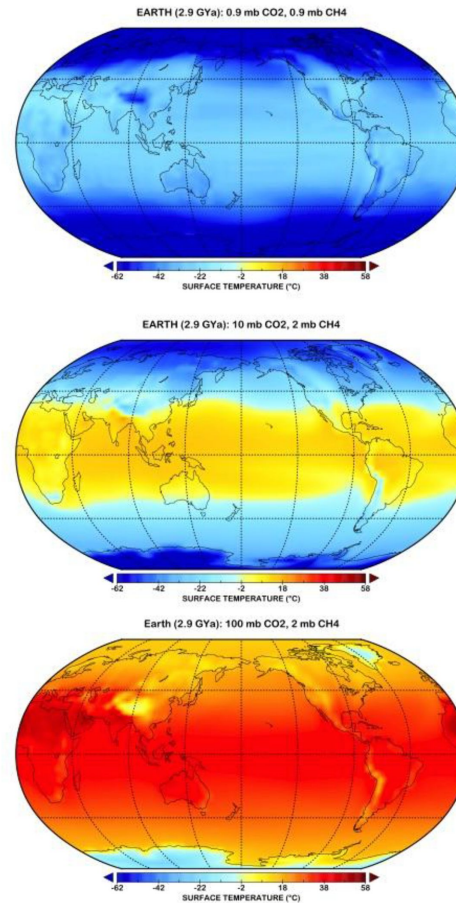 EARTH (2.9 GYa): 0.9 mb CO2, 0.9 mb CH4
-62 -42 -22 -2 18 38 58
SURFACE TEMPERATURE (°C)
EARTH (2.9 GYa): 10 mb CO2, 2 mb CH4
-62 -42 -22 -2 18 38 58
SURFACE TEMPERATURE (°C)
Earth (2.9 GYa): 100 mb CO2, 2 mb CH4
-62 -42 -22 -2 18 38 58
SURFACE TEMPERATURE (°C)